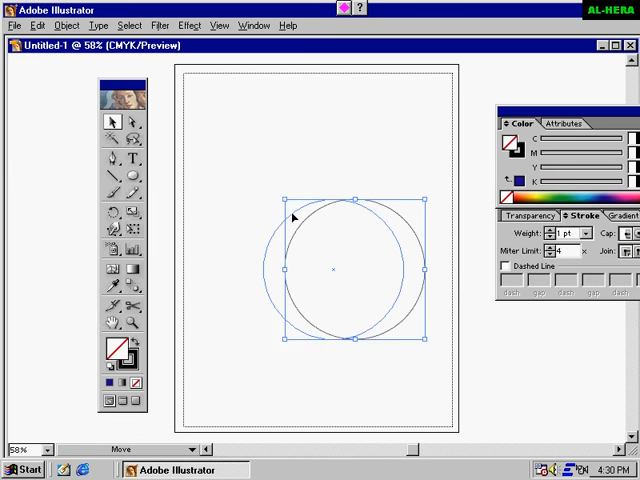 Adobe Illustrator
?
AL-HERA
File Edit Object Type Select Filter Effect View Window Help
Untitled-1 @ 58% (CMYK/Preview)
T
Color Attributes
C
M
Y
K
Transparency Stroke Gradient
Weight: 1 pt Cap:
Miter Limit: 4 x Join:
Dashed Line
dash gap dash gap dash
58% Move
Start Adobe Illustrator 4:30 PM